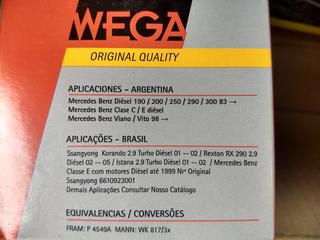 WEGA
ORIGINAL QUALITY
APLICACIONES - ARGENTINA
Mercedes Benz Diésel 190 / 200 / 250 / 290 / 300 83 →
Mercedes Benz Clase C / E diésel
Mercedes Benz Viano / Vito 98 →
APLICAÇÕES - BRASIL
Ssangyong Korando 2.9 Turbo Diésel 01 -- 02 / Rexton RX 290 2.9
Diésel 02 -- 05 / Istana 2.9 Turbo Diésel 01 -- 02 / Mercedes Benz
Classe E com motores Diésel até 1999 Nrº Original
Ssangyong 6610923001
Demais Aplicações Consultar Nosso Catálogo
EQUIVALENCIAS / CONVERSÕES
FRAM: P 4549A MANN: WK 817/3x